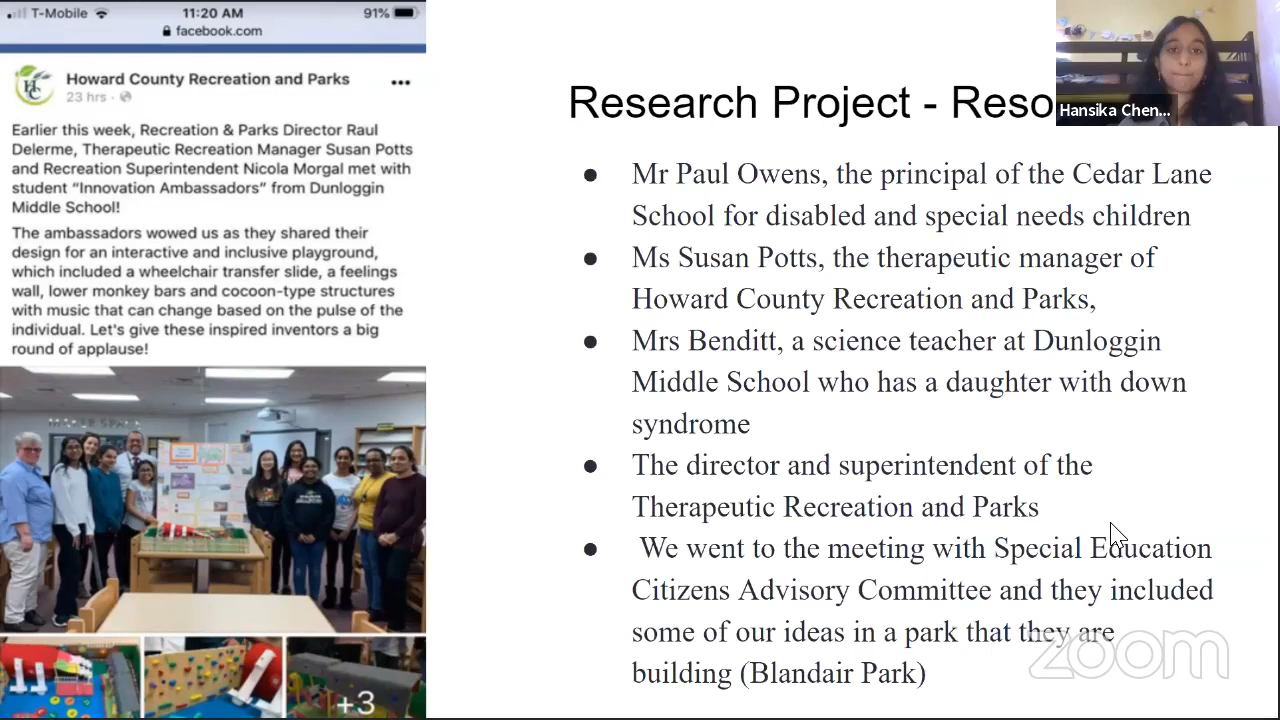 T-Mobile 11:20 AM 91%
facebook.com
Howard County Recreation and Parks
23 hrs ·
Earlier this week, Recreation & Parks Director Raul
Delerme, Therapeutic Recreation Manager Susan Potts
and Recreation Superintendent Nicola Morgal met with
student “Innovation Ambassadors” from Dunloggin
Middle School!
The ambassadors wowed us as they shared their
design for an interactive and inclusive playground,
which included a wheelchair transfer slide, a feelings
wall, lower monkey bars and cocoon-type structures
with music that can change based on the pulse of the
individual. Let's give these inspired inventors a big
round of applause!
+3
Research Project - Reso
Hansika Chen...
● Mr Paul Owens, the principal of the Cedar Lane
School for disabled and special needs children
● Ms Susan Potts, the therapeutic manager of
Howard County Recreation and Parks,
● Mrs Benditt, a science teacher at Dunloggin
Middle School who has a daughter with down
syndrome
● The director and superintendent of the
Therapeutic Recreation and Parks
● We went to the meeting with Special Education
Citizens Advisory Committee and they included
some of our ideas in a park that they are
building (Blandair Park)
zoom